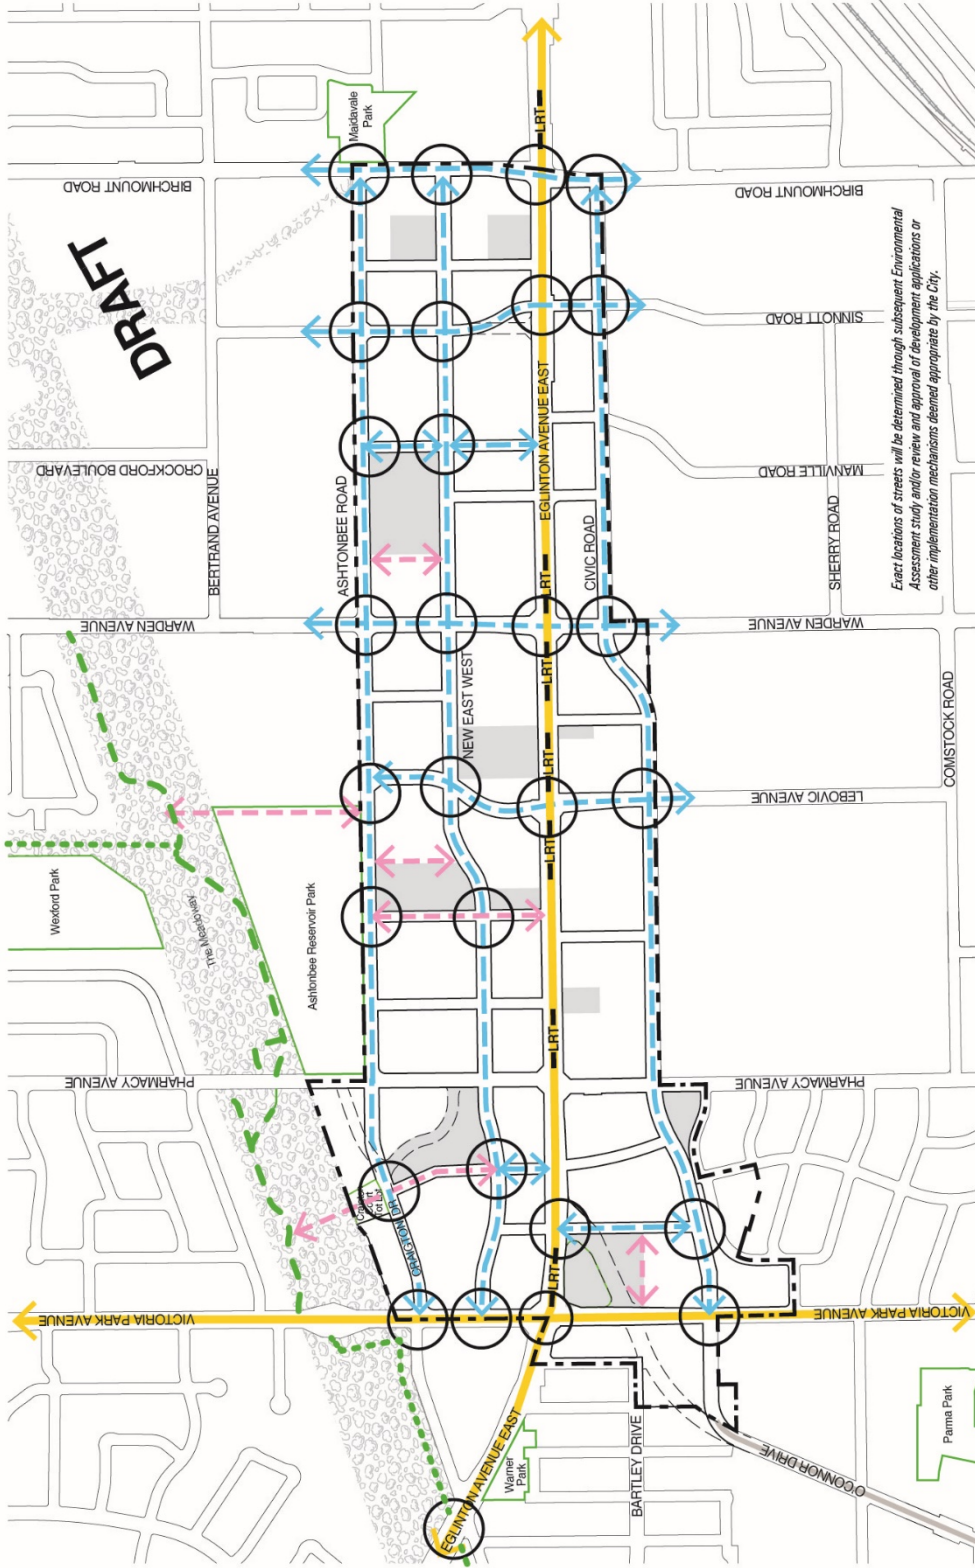 DRAFT
Maidavale
Park
BIRCHMOUNT ROAD
BIRCHMOUNT ROAD
LRT
SINNOTT ROAD
EGLINTON AVENUE EAST
CROCKFORD BOULEVARD
BERTRAND AVENUE
ASHTONBEE ROAD
MANVILLE ROAD
CIVIC ROAD
SHERRY ROAD
LRT
WARDEN AVENUE
WARDEN AVENUE
LRT
NEW EAST WEST
COMSTOCK ROAD
LRT
LEBOVIC AVENUE
LRT
Wexford Park
The Meadoway
Ashtonbee Reservoir Park
LRT
PHARMACY AVENUE
PHARMACY AVENUE
Tot Lot
CRAIGTON DR
LRT
VICTORIA PARK AVENUE
VICTORIA PARK AVENUE
EGLINTON AVENUE EAST
Warner
Park
BARTLEY DRIVE
O'CONNOR DRIVE
Parma Park
Exact locations of streets will be determined through subsequent Environmental
Assessment study and/or review and approval of development applications or
other implementation mechanisms deemed appropriate by the City.